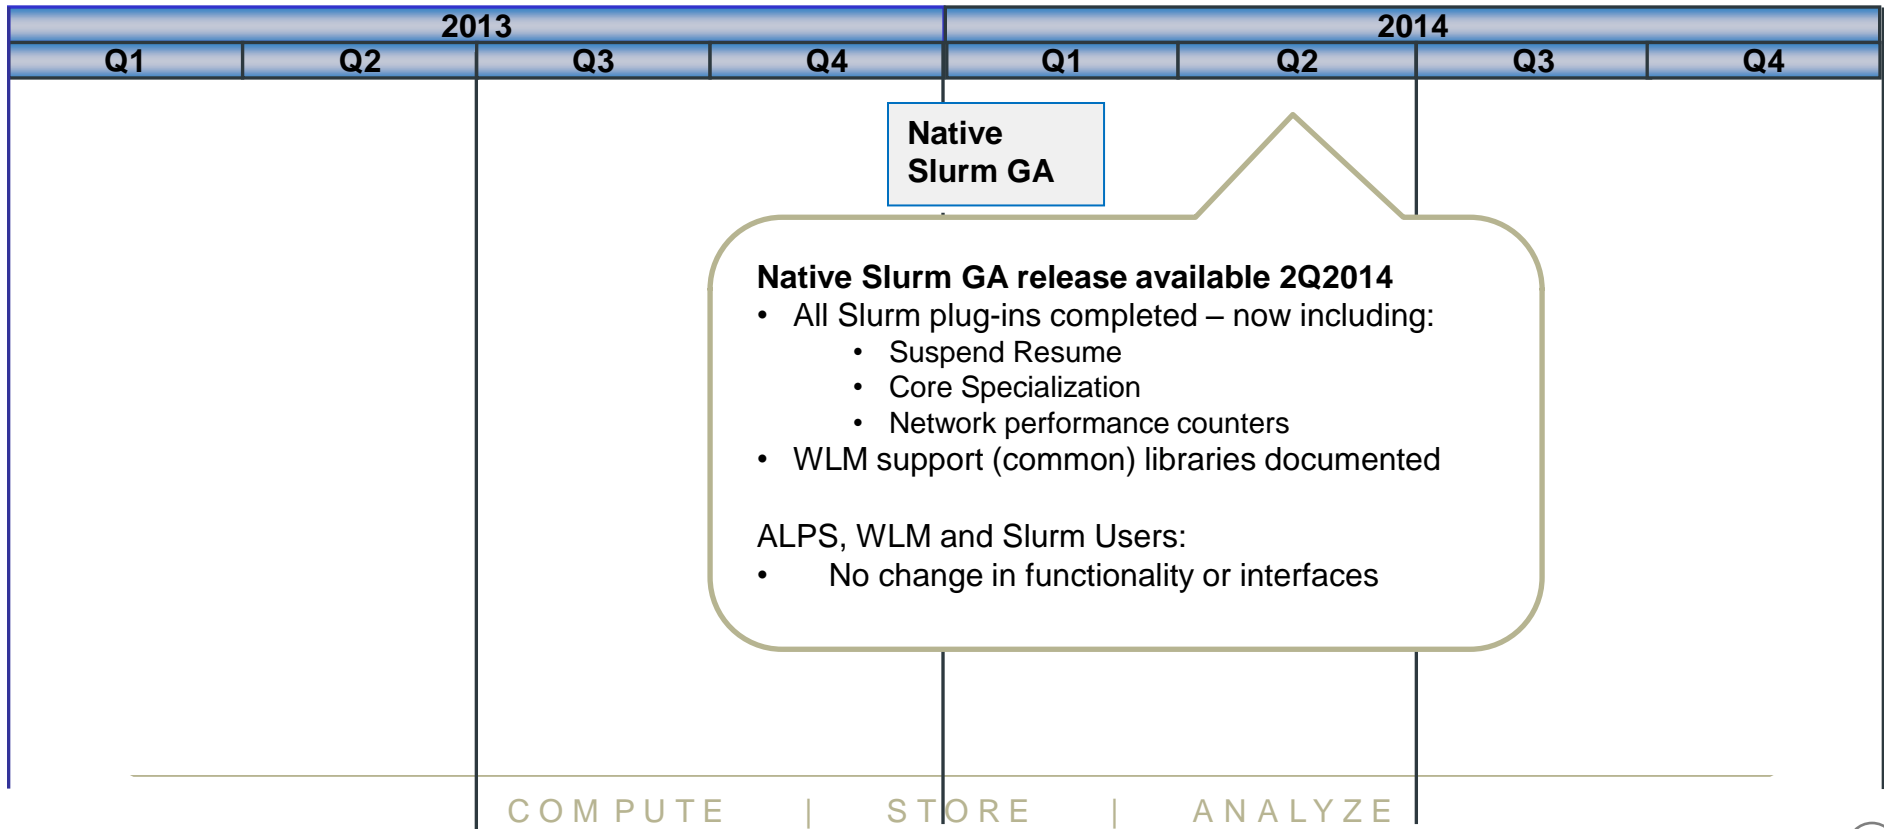 2013 2014
Q1 Q2 Q3 Q4 Q1 Q2 Q3 Q4
Native
Slurm GA
Native Slurm GA release available 2Q2014
• All Slurm plug-ins completed – now including:
• Suspend Resume
• Core Specialization
• Network performance counters
• WLM support (common) libraries documented
ALPS, WLM and Slurm Users:
• No change in functionality or interfaces
COMPUTE | STORE | ANALYZE